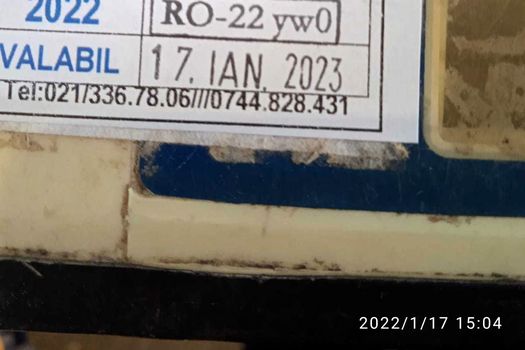 2022 RO-22 yw0
VALABIL 17. IAN. 2023
Tel:021/336.78.06///0744.828.431
2022/1/17 15:04